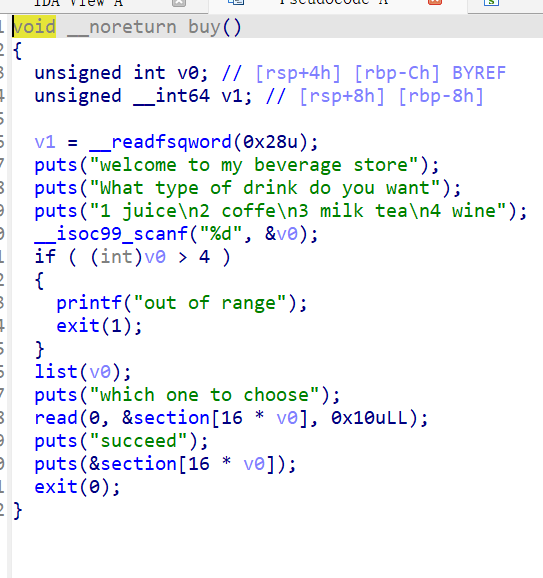 IDA View A
Pseudocode A
1 void __noreturn buy()
2 {
3   unsigned int v0; // [rsp+4h] [rbp-Ch] BYREF
4   unsigned __int64 v1; // [rsp+8h] [rbp-8h]
5
6   v1 = __readfsqword(0x28u);
7   puts("welcome to my beverage store");
8   puts("What type of drink do you want");
9   puts("1 juice\n2 coffe\n3 milk tea\n4 wine");
0   __isoc99_scanf("%d", &v0);
1   if ( (int)v0 > 4 )
2   {
3     printf("out of range");
4     exit(1);
5   }
6   list(v0);
7   puts("which one to choose");
8   read(0, &section[16 * v0], 0x10uLL);
9   puts("succeed");
0   puts(&section[16 * v0]);
1   exit(0);
2 }